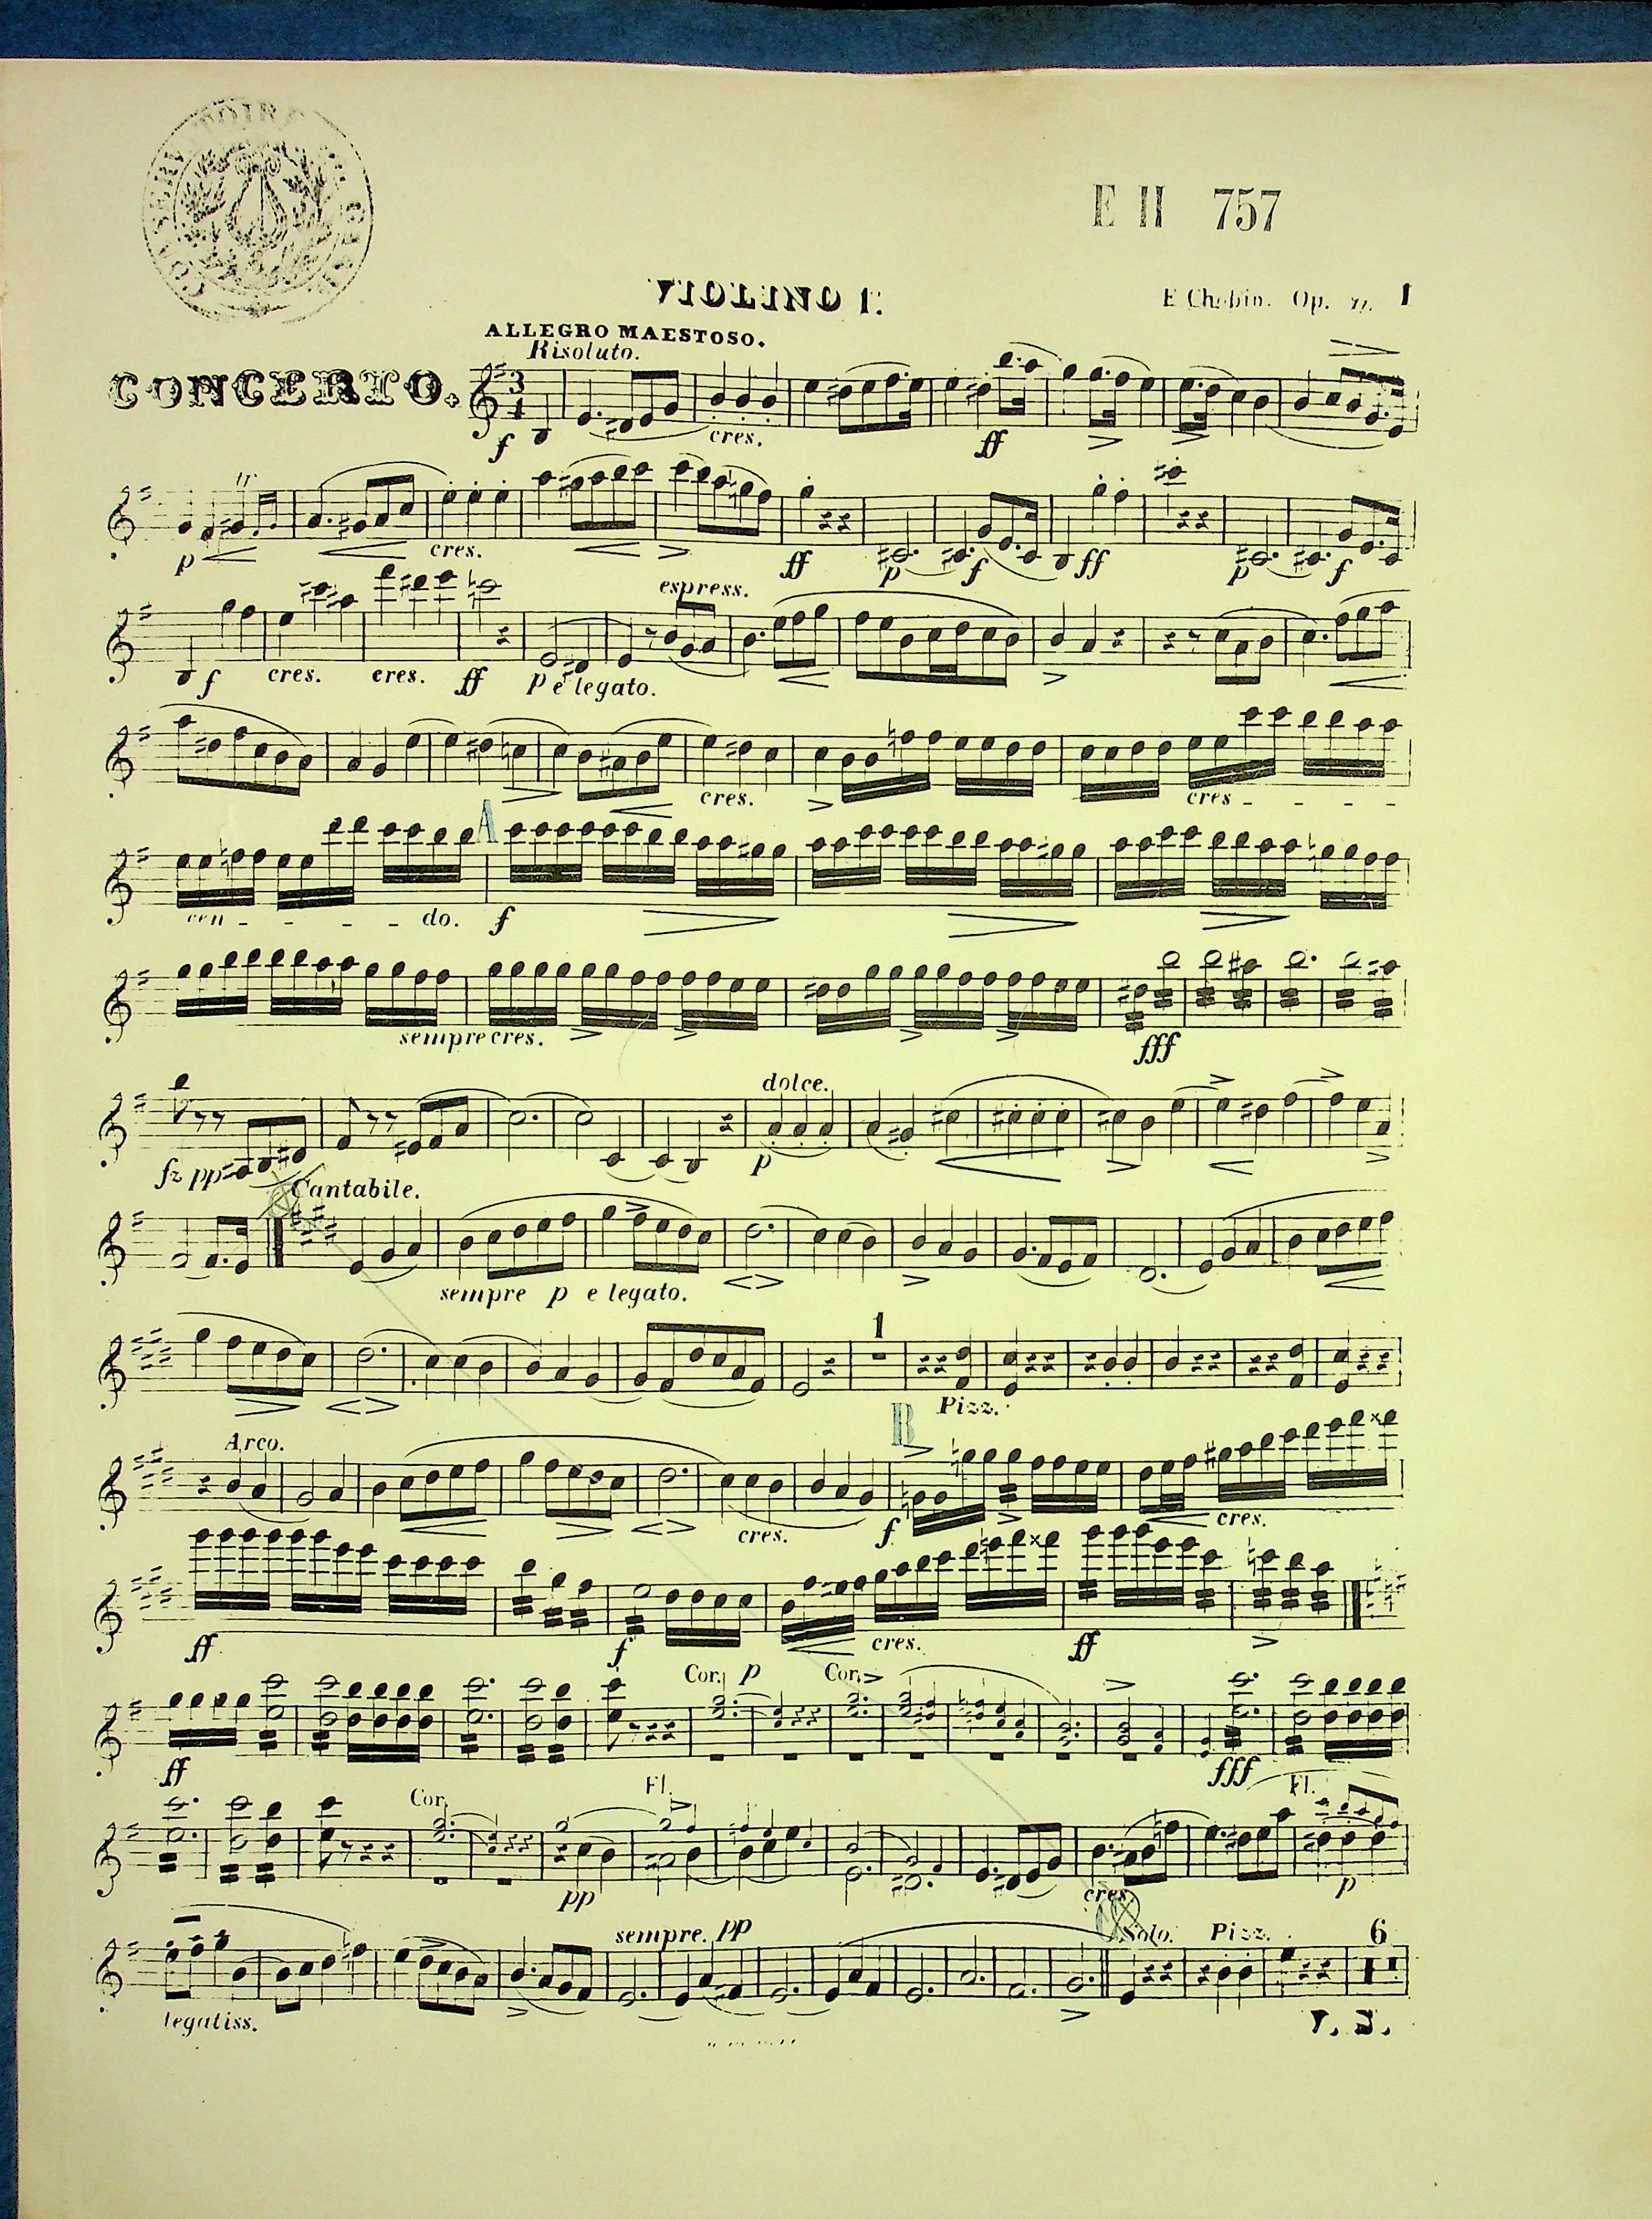 E II 757
VIOLINO 1º.
F. Chopin. Op. 11. 1
ALLEGRO MAESTOSO.
Risoluto.
CONCERTO.
f cres. ff
tr
p cres. ff p f ff p f
espress.
f cres. cres. ff p e legato.
cres. cres - - - -
A
cen - - - - do. f
sempre cres. fff
dolce.
fz pp p
Cantabile.
sempre p e legato.
1
Pizz.
B
Arco.
cres. f cres.
ff f cres. ff
Cor. p Cor.
ff fff
Cor. Fl. Fl.
pp cres. p
sempre. pp Solo. Pizz. 6
legatiss.
V. S.